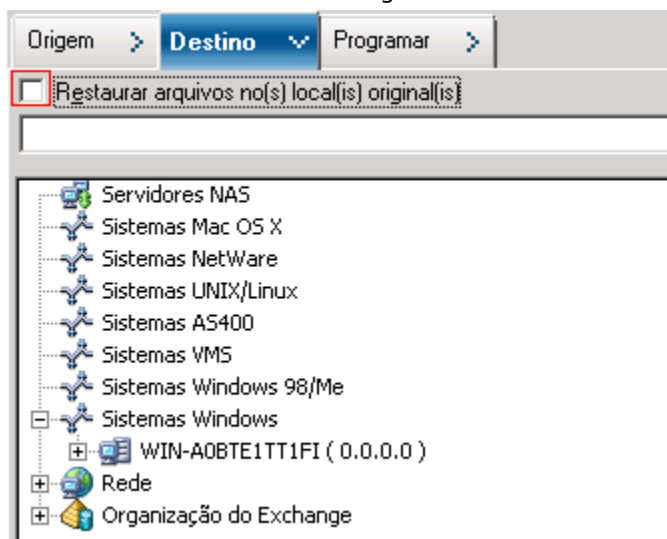 Origem > Destino Programar >
Restaurar arquivos no(s) local(is) original(is)
Servidores NAS
Sistemas Mac OS X
Sistemas NetWare
Sistemas UNIX/Linux
Sistemas AS400
Sistemas VMS
Sistemas Windows 98/Me
Sistemas Windows
WIN-A0BTE1TT1FI ( 0.0.0.0 )
Rede
Organização do Exchange